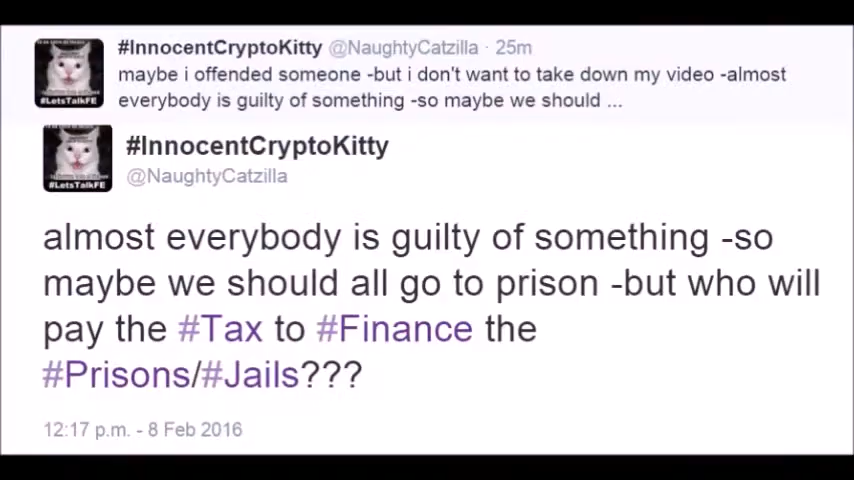 #InnocentCryptoKitty @NaughtyCatzilla · 25m
maybe i offended someone -but i don't want to take down my video -almost
everybody is guilty of something -so maybe we should ...
#LetsTalkFE
#InnocentCryptoKitty
@NaughtyCatzilla
#LetsTalkFE
almost everybody is guilty of something -so
maybe we should all go to prison -but who will
pay the #Tax to #Finance the
#Prisons/#Jails???
12:17 p.m. - 8 Feb 2016